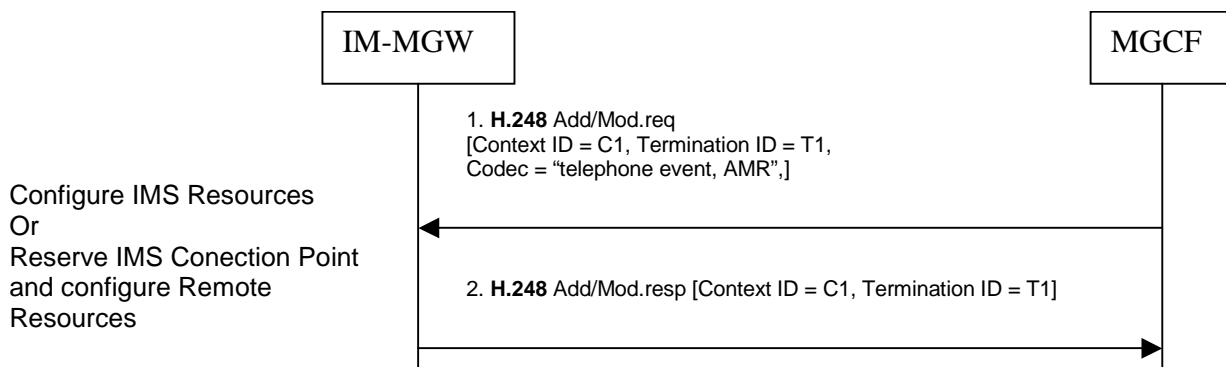 IM-MGW
MGCF
1. H.248 Add/Mod.req
[Context ID = C1, Termination ID = T1,
Codec = “telephone event, AMR”,]
Configure IMS Resources
Or
Reserve IMS Conection Point
and configure Remote
Resources
2. H.248 Add/Mod.resp [Context ID = C1, Termination ID = T1]